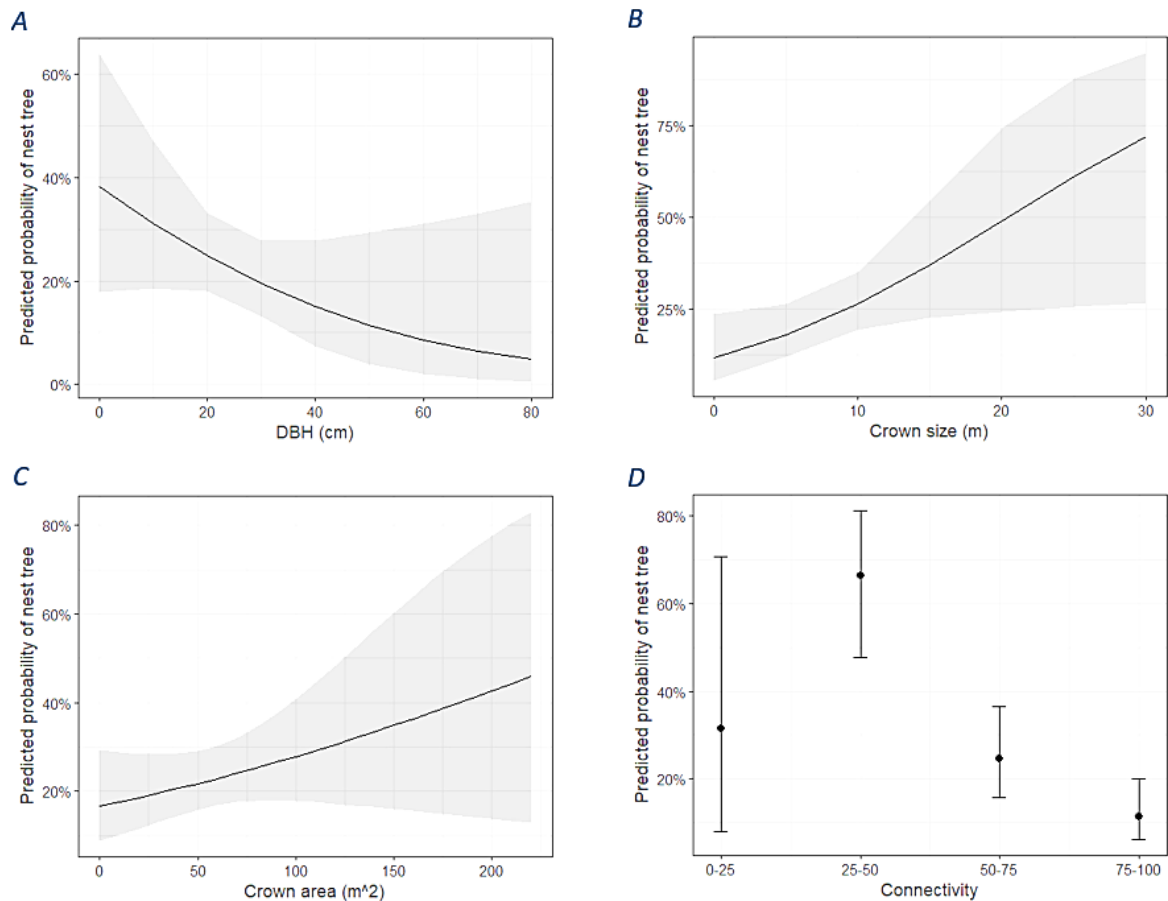 A
Predicted probability of nest tree
60%
40%
20%
0%
0 20 40 60 80
DBH (cm)
B
Predicted probability of nest tree
75%
50%
25%
0 10 20 30
Crown size (m)
C
Predicted probability of nest tree
80%
60%
40%
20%
0 50 100 150 200
Crown area (m^2)
D
Predicted probability of nest tree
80%
60%
40%
20%
0-25 25-50 50-75 75-100
Connectivity